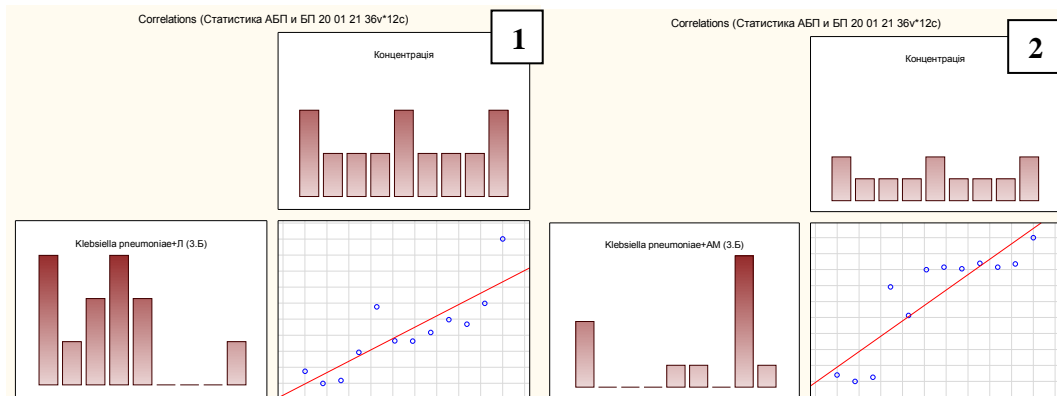 Correlations (Статистика АБП и БП 20 01 21 36v*12c)
1
Концентрація
Klebsiella pneumoniae+Л (3.Б)
Correlations (Статистика АБП и БП 20 01 21 36v*12c)
2
Концентрація
Klebsiella pneumoniae+АМ (3.Б)